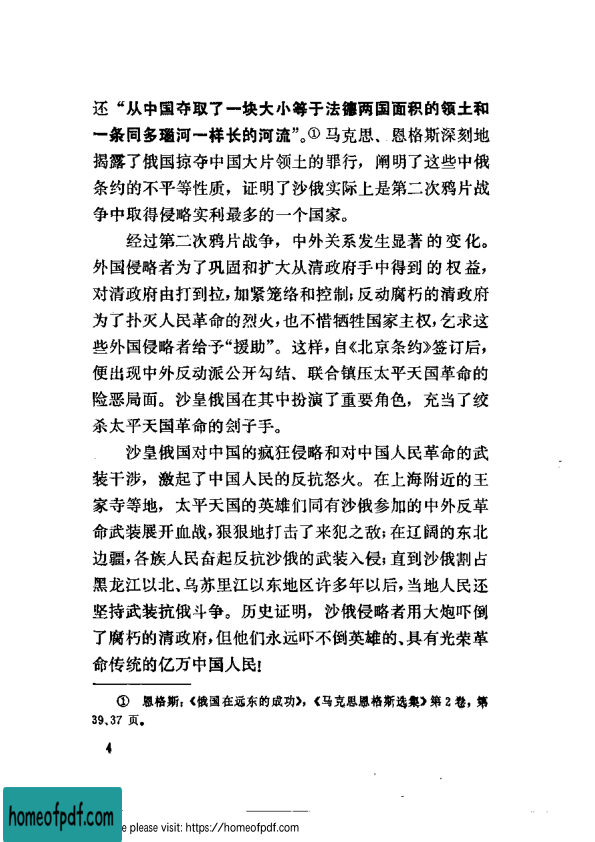 还“从中国夺取了一块大小等于法德两国面积的领土和
一条同多瑙河一样长的河流”。①马克思、恩格斯深刻地
揭露了俄国掠夺中国大片领土的罪行，阐明了这些中俄
条约的不平等性质，证明了沙俄实际上是第二次鸦片战
争中取得侵略实利最多的一个国家。
经过第二次鸦片战争，中外关系发生显著的变化。
外国侵略者为了巩固和扩大从清政府手中得到的权益，
对清政府由打到拉，加紧笼络和控制；反动腐朽的清政府
为了扑灭人民革命的烈火，也不惜牺牲国家主权，乞求这
些外国侵略者给予“援助”。这样，自《北京条约》签订后，
便出现中外反动派公开勾结、联合镇压太平天国革命的
险恶局面。沙皇俄国在其中扮演了重要角色，充当了绞
杀太平天国革命的刽子手。
沙皇俄国对中国的疯狂侵略和对中国人民革命的武
装干涉，激起了中国人民的反抗怒火。在上海附近的王
家寺等地，太平天国的英雄们同有沙俄参加的中外反革
命武装展开血战，狠狠地打击了来犯之敌；在辽阔的东北
边疆，各族人民奋起反抗沙俄的武装入侵；直到沙俄割占
黑龙江以北、乌苏里江以东地区许多年以后，当地人民还
坚持武装抗俄斗争。历史证明，沙俄侵略者用大炮吓倒
了腐朽的清政府，但他们永远吓不倒英雄的、具有光荣革
命传统的亿万中国人民！
① 恩格斯：《俄国在远东的成功》，《马克思恩格斯选集》第2卷，第
39、37页。
4
homeofpdf.com
e please visit: https://homeofpdf.com